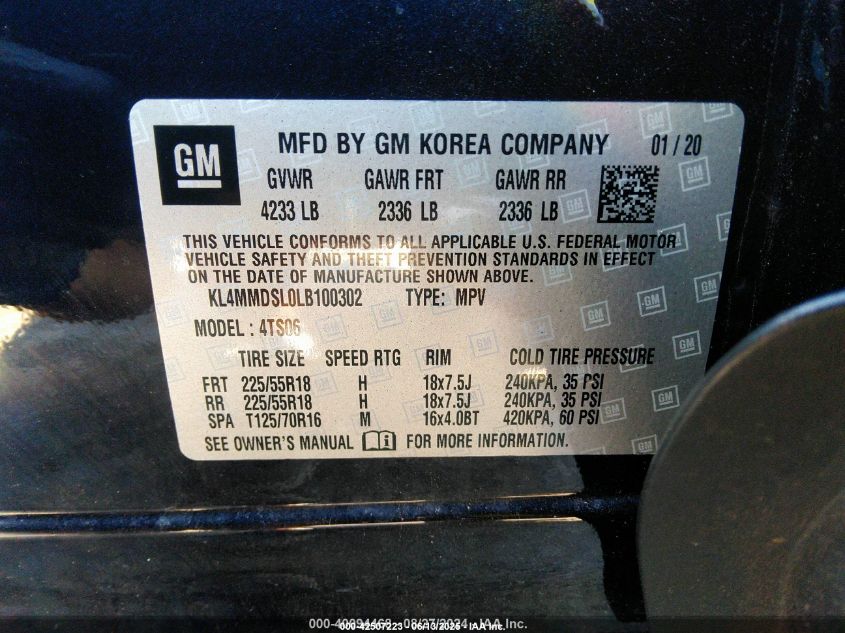 GM
MFD BY GM KOREA COMPANY 01 / 20
GVWR GAWR FRT GAWR RR
4233 LB 2336 LB 2336 LB
THIS VEHICLE CONFORMS TO ALL APPLICABLE U.S. FEDERAL MOTOR
VEHICLE SAFETY AND THEFT PREVENTION STANDARDS IN EFFECT
ON THE DATE OF MANUFACTURE SHOWN ABOVE.
KL4MMDSL0LB100302 TYPE: MPV
MODEL : 4TS06
TIRE SIZE SPEED RTG RIM COLD TIRE PRESSURE
FRT 225/55R18 H 18x7.5J 240KPA, 35 PSI
RR 225/55R18 H 18x7.5J 240KPA, 35 PSI
SPA T125/70R16 M 16x4.0BT 420KPA, 60 PSI
SEE OWNER'S MANUAL FOR MORE INFORMATION.
000-42507223 IAA Inc.